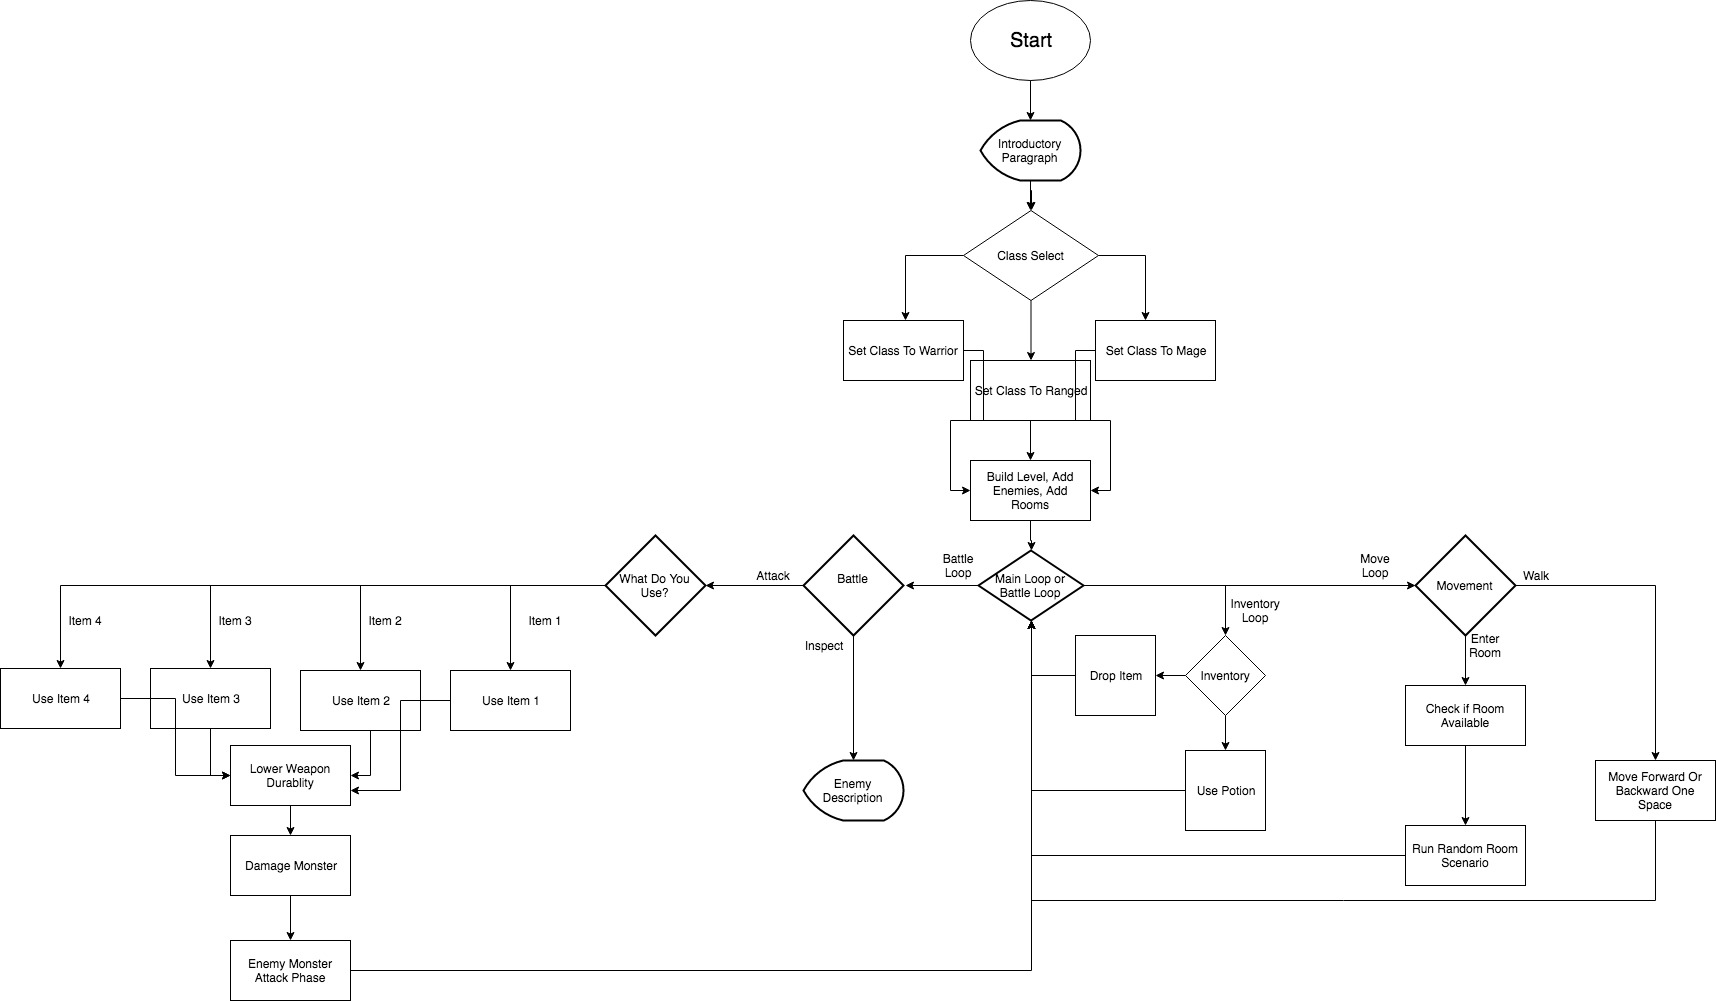 Start
Introductory
Paragraph
Class Select
Set Class To Warrior
Set Class To Mage
Set Class To Ranged
Build Level, Add
Enemies, Add
Rooms
What Do You
Use?
Attack
Battle
Battle
Loop
Main Loop or
Battle Loop
Move
Loop
Movement
Walk
Item 4
Item 3
Item 2
Item 1
Inspect
Inventory
Loop
Enter
Room
Use Item 4
Use Item 3
Use Item 2
Use Item 1
Drop Item
Inventory
Check if Room
Available
Lower Weapon
Durablity
Enemy
Description
Use Potion
Move Forward Or
Backward One
Space
Damage Monster
Run Random Room
Scenario
Enemy Monster
Attack Phase